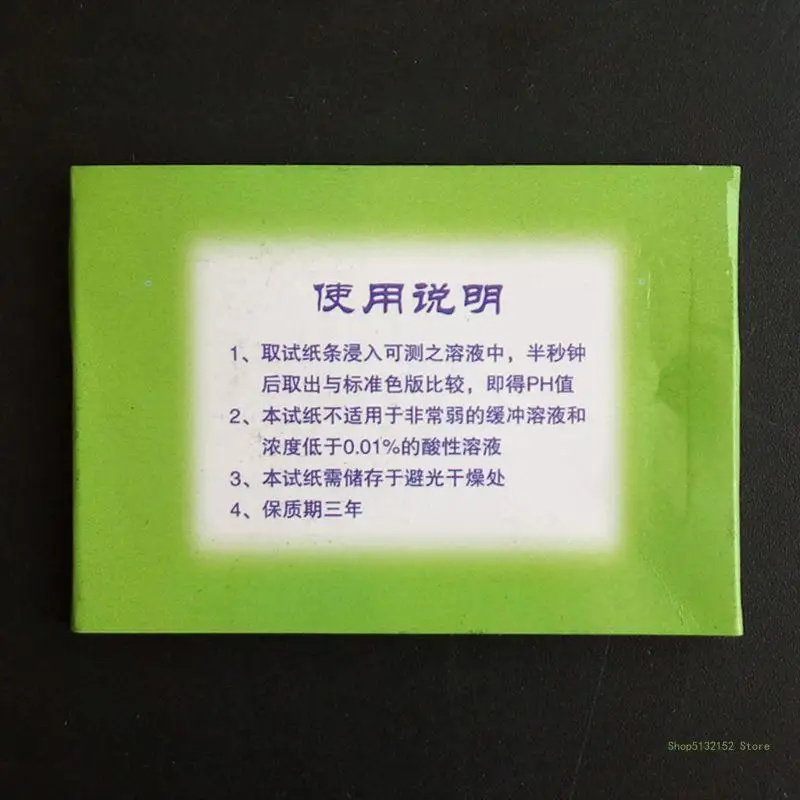 使用说明
1、取试纸条浸入可测之溶液中，半秒钟
后取出与标准色版比较，即得PH值
2、本试纸不适用于非常弱的缓冲溶液和
浓度低于0.01%的酸性溶液
3、本试纸需储存于避光干燥处
4、保质期三年
Shop5132152 Store